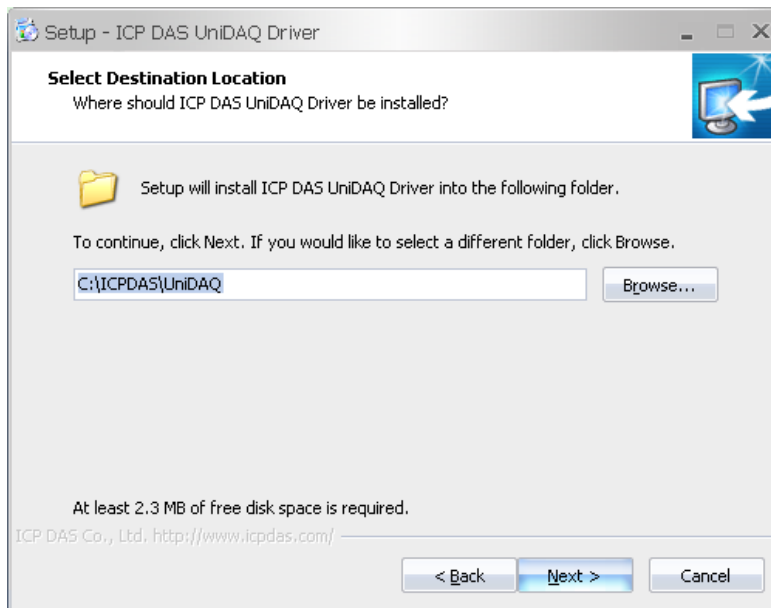 Setup - ICP DAS UniDAQ Driver
Select Destination Location
Where should ICP DAS UniDAQ Driver be installed?
Setup will install ICP DAS UniDAQ Driver into the following folder.
To continue, click Next. If you would like to select a different folder, click Browse.
C:\ICPDAS\UniDAQ
Browse...
At least 2.3 MB of free disk space is required.
ICP DAS Co., Ltd. http://www.icpdas.com/
< Back
Next >
Cancel